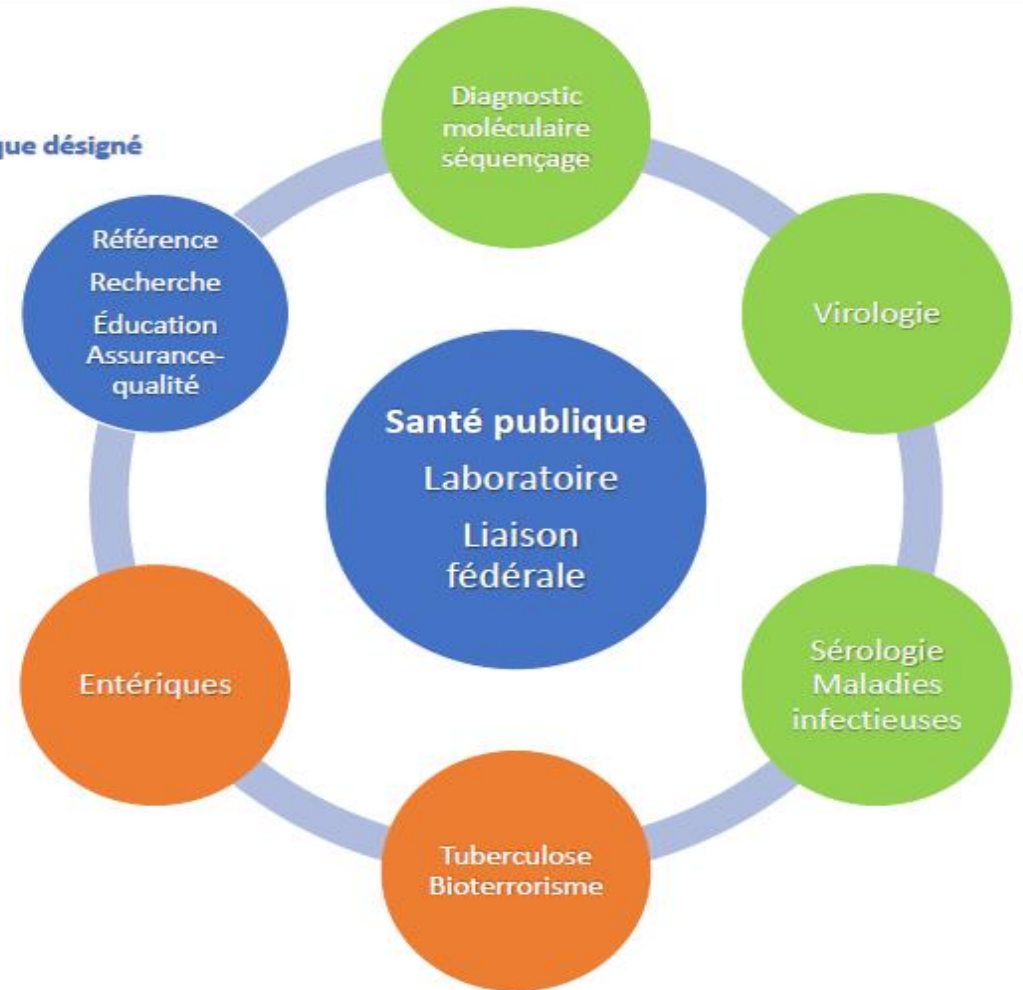 que désigné
Diagnostic
moléculaire
séquençage
Virologie
Sérologie
Maladies
infectieuses
Tuberculose
Bioterrorisme
Entériques
Référence
Recherche
Éducation
Assurance-
qualité
Santé publique
Laboratoire
Liaison
fédérale